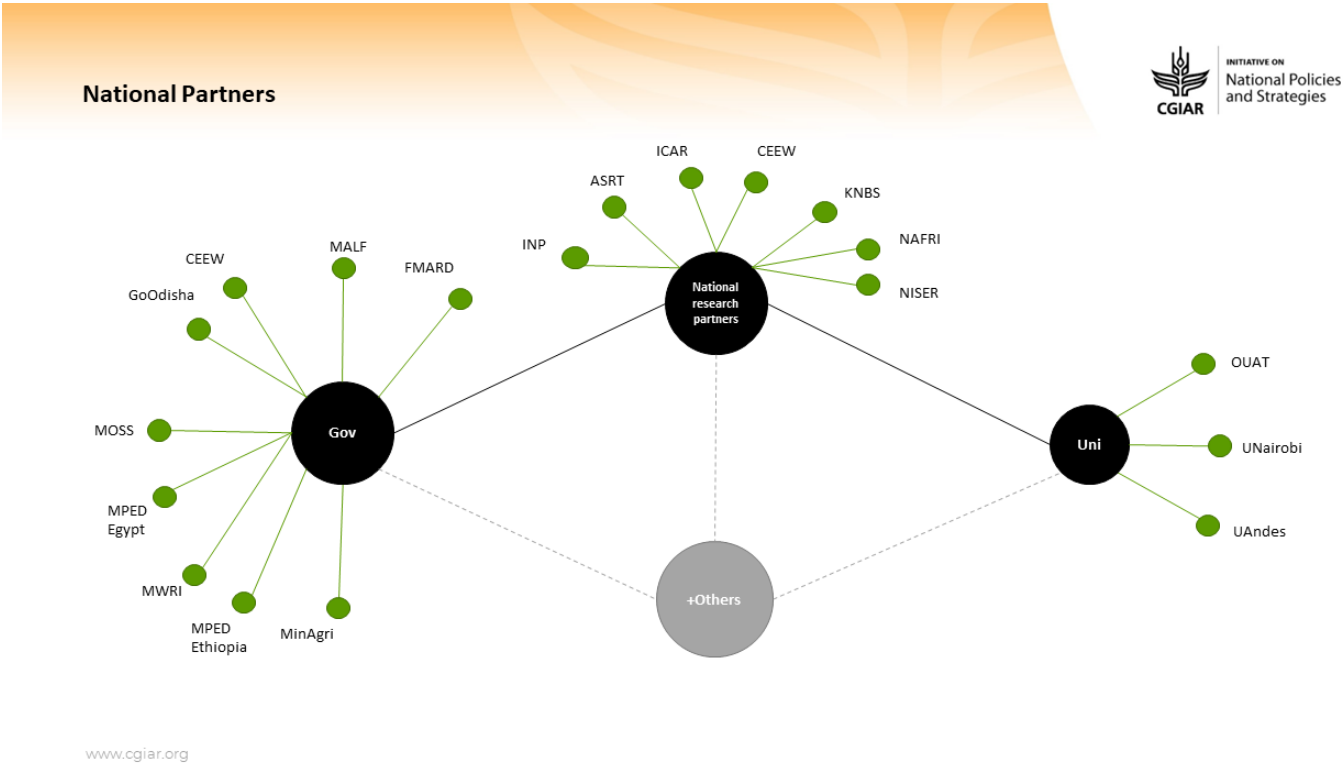 National Partners
CGIAR
INITIATIVE ON
National Policies
and Strategies
ICAR
CEEW
ASRT
KNBS
INP
NAFRI
NISER
National
research
partners
CEEW
MALF
FMARD
GoOdisha
MOSS
Gov
MPED
Egypt
MWRI
MPED
Ethiopia
MinAgri
Uni
OUAT
UNairobi
UAndes
+Others
www.cgiar.org